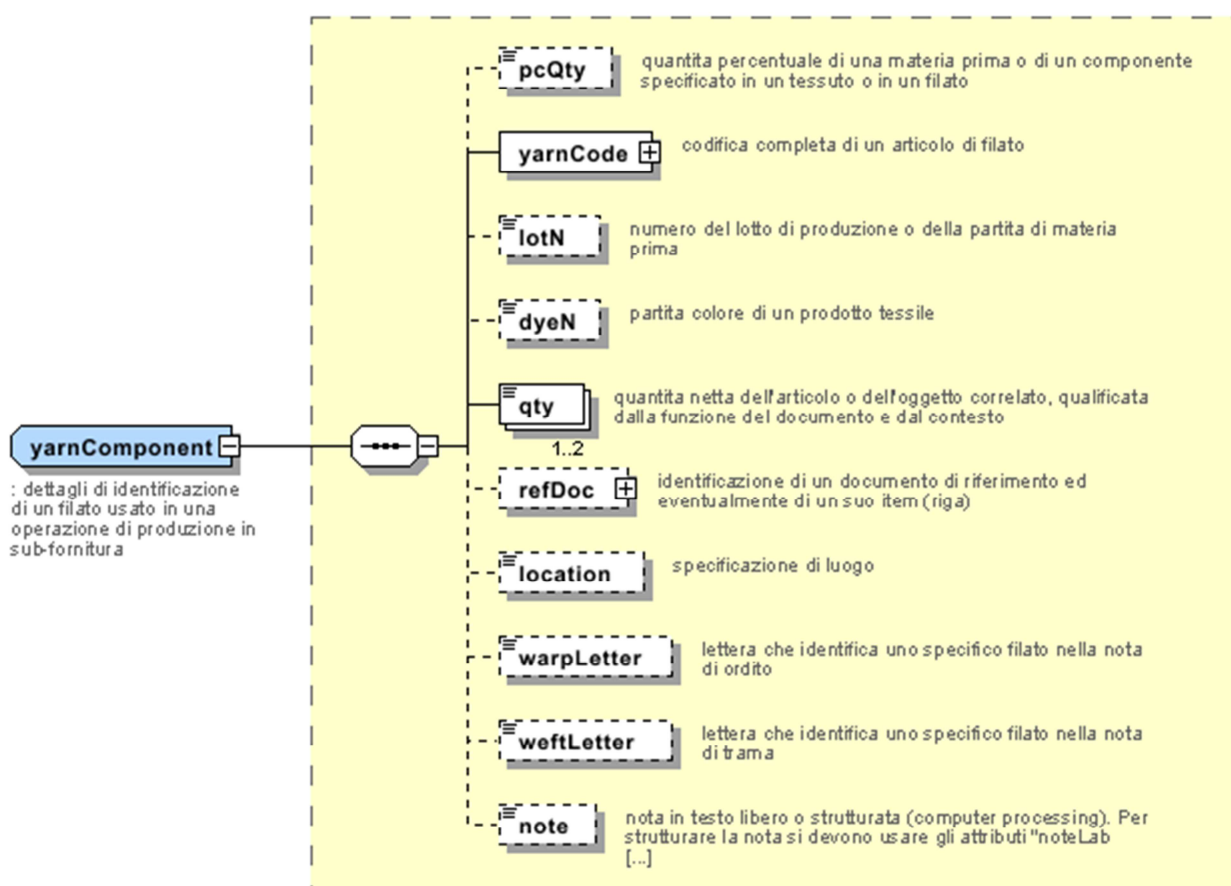 pcQty
quantita percentuale di una materia prima o di un componente
specificato in un tessuto o in un filato
yarnCode
codifica completa di un articolo di filato
lotN
numero del lotto di produzione o della partita di materia
prima
dyeN
partita colore di un prodotto tessile
qty
1..2
quantita netta dell'articolo o dell'oggetto correlato, qualificata
dalla funzione del documento e dal contesto
yarnComponent
: dettagli di identificazione
di un filato usato in una
operazione di produzione in
sub-fornitura
refDoc
identificazione di un documento di riferimento ed
eventualmente di un suo item (riga)
location
specificazione di luogo
warpLetter
lettera che identifica uno specifico filato nella nota
di ordito
weftLetter
lettera che identifica uno specifico filato nella nota
di trama
note
nota in testo libero o strutturata (computer processing). Per
strutturare la nota si devono usare gli attributi "noteLab
[...]